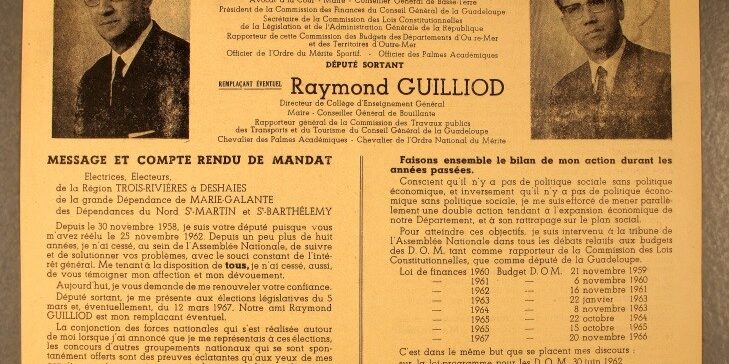 Avocat à la Cour - Maire - Conseiller Général de Basse-Terre
Président de la Commission des Finances du Conseil Général de la Guadeloupe
Secrétaire de la Commission des Lois Constitutionnelles
de la Législation et de l'Administration Générale de la République
Rapporteur de cette Commission des Budgets des Départements d'Ou re-Mer
et des Territoires d'Outre-Mer
Officier de l'Ordre du Mérite Sportif - Officier des Palmes Académiques
DÉPUTÉ SORTANT
REMPLAÇANT ÉVENTUEL Raymond GUILLIOD
Directeur de Collège d'Enseignement Général
Maire - Conseiller Général de Bouillante
Rapporteur général de la Commission des Travaux publics
des Transports et du Tourisme du Conseil Général de la Guadeloupe
Chevalier des Palmes Académiques - Chevalier de l'Ordre National du Mérite
MESSAGE ET COMPTE RENDU DE MANDAT
Electrices, Electeurs,
de la Région TROIS-RIVIÈRES à DESHAIES
de la grande Dépendance de MARIE-GALANTE
des Dépendances du Nord St-MARTIN et St-BARTHÉLEMY
Depuis le 30 novembre 1958, je suis votre député puisque vous
m'avez réélu le 25 novembre 1962. Depuis un peu plus de huit
années, je n'ai cessé, au sein de l'Assemblée Nationale, de suivre
et de solutionner vos problèmes, avec le souci constant de l'inté-
rêt général. Me tenant à la disposition de tous, je n'ai cessé, aussi,
de vous témoigner mon affection et mon dévouement.
Aujourd'hui, je vous demande de me renouveler votre confiance.
Député sortant, je me présente aux élections législatives du 5
mars et, éventuellement, du 12 mars 1967. Notre ami Raymond
GUILLIOD est mon remplaçant éventuel.
La conjonction des forces nationales qui s'est réalisée autour
de moi lorsque j'ai annoncé que je me représentais à ces élections,
les concours d'autres groupements nationaux qui se sont spon-
tanément offerts sont des preuves éclatantes qu'aux yeux de mes
Faisons ensemble le bilan de mon action durant les
années passées.
Conscient qu'il n'y a pas de politique sociale sans politique
économique, et inversement qu'il n'y a pas de politique écono-
mique sans politique sociale, je me suis efforcé de mener parallè-
lement une double action tendant à l'expansion économique de
notre Département, et à son rattrapage sur le plan social.
Pour atteindre ces objectifs, je suis intervenu à la tribune de
l'Assemblée Nationale dans tous les débats relatifs aux budgets
des D.O.M. tant comme rapporteur de la Commission des Lois
Constitutionnelles, que comme député de la Guadeloupe.
Loi de finances 1960 Budget D.O.M. 21 novembre 1959
— 1961 — 6 novembre 1960
— 1962 — 16 novembre 1961
— 1963 — 22 janvier 1963
— 1964 — 8 novembre 1963
— 1965 — 22 octobre 1964
— 1966 — 15 octobre 1965
— 1967 — 20 novembre 1966
C'est dans le même but que se placent mes discours :
sur la loi-programme pour les D.O.M. 30 juin 1962